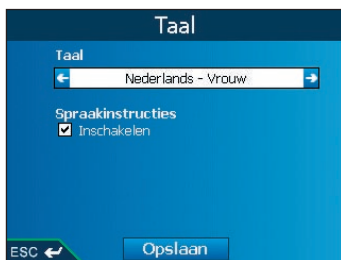 Taal
Taal
Nederlands - Vrouw
Spraakinstructies
Inschakelen
ESC Opslaan